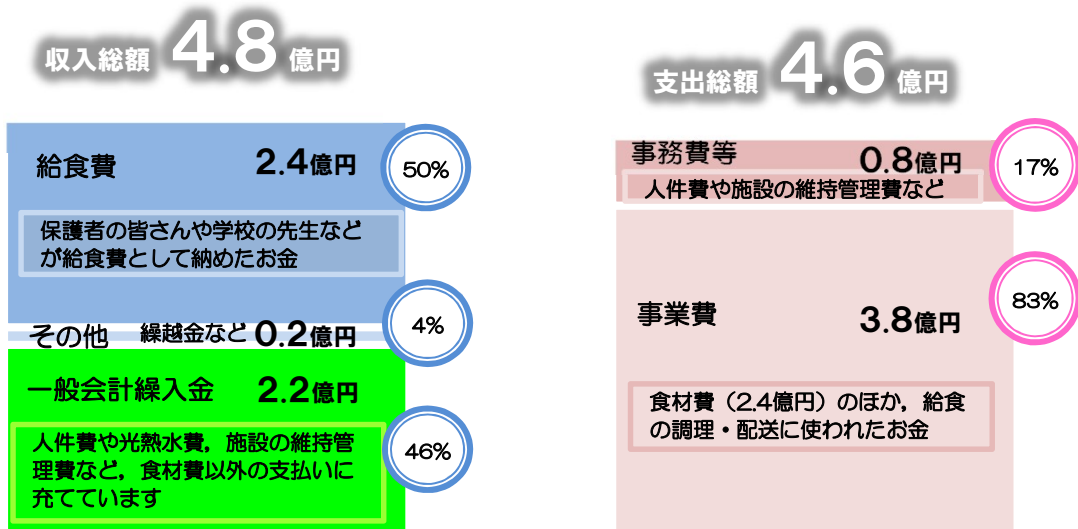 収入総額 4.8 億円
給食費 2.4億円 50%
保護者の皆さんや学校の先生など
が給食費として納めたお金
その他 繰越金など 0.2億円 4%
一般会計繰入金 2.2億円
人件費や光熱水費，施設の維持管
理費など，食材費以外の支払いに
充てています
46%
支出総額 4.6 億円
事務費等 0.8億円 17%
人件費や施設の維持管理費など
事業費 3.8億円 83%
食材費（2.4億円）のほか，給食
の調理・配送に使われたお金